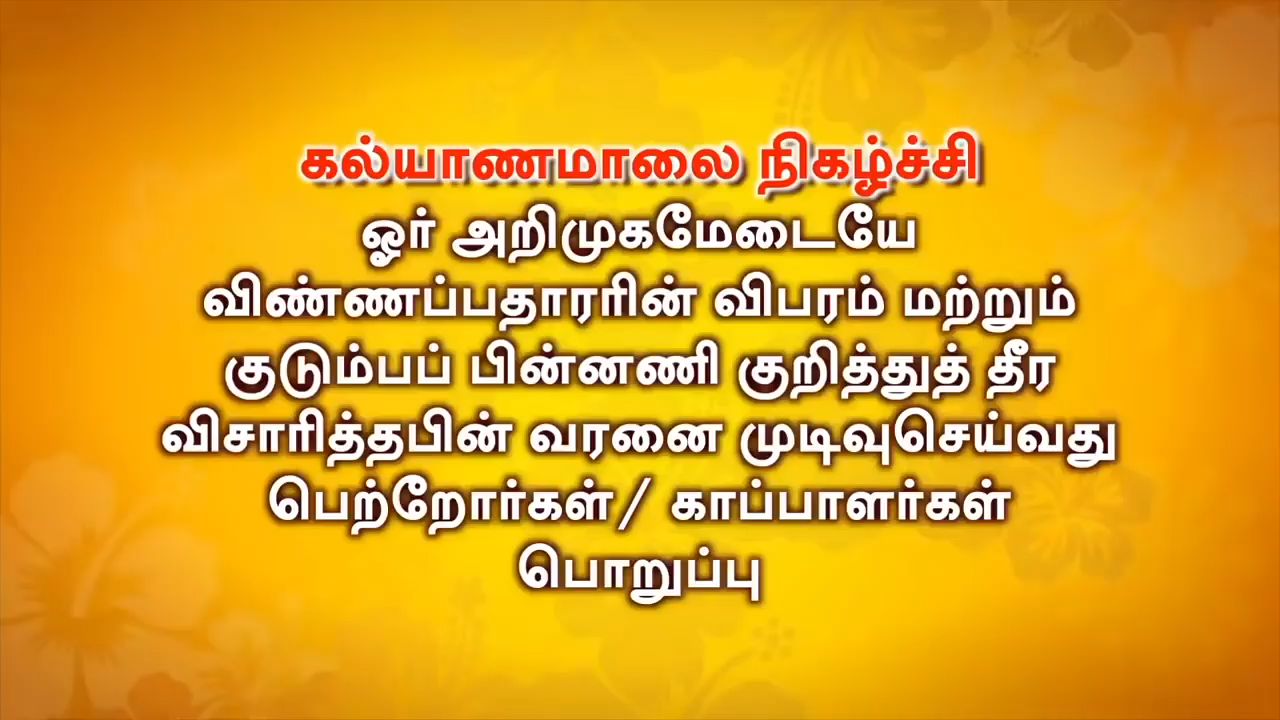 கல்யாணமாலை நிகழ்ச்சி
ஓர் அறிமுகமேடையே
விண்ணப்பதாரரின் விபரம் மற்றும்
குடும்பப் பின்னணி குறித்துத் தீர
விசாரித்தபின் வரனை முடிவுசெய்வது
பெற்றோர்கள்/ காப்பாளர்கள்
பொறுப்பு